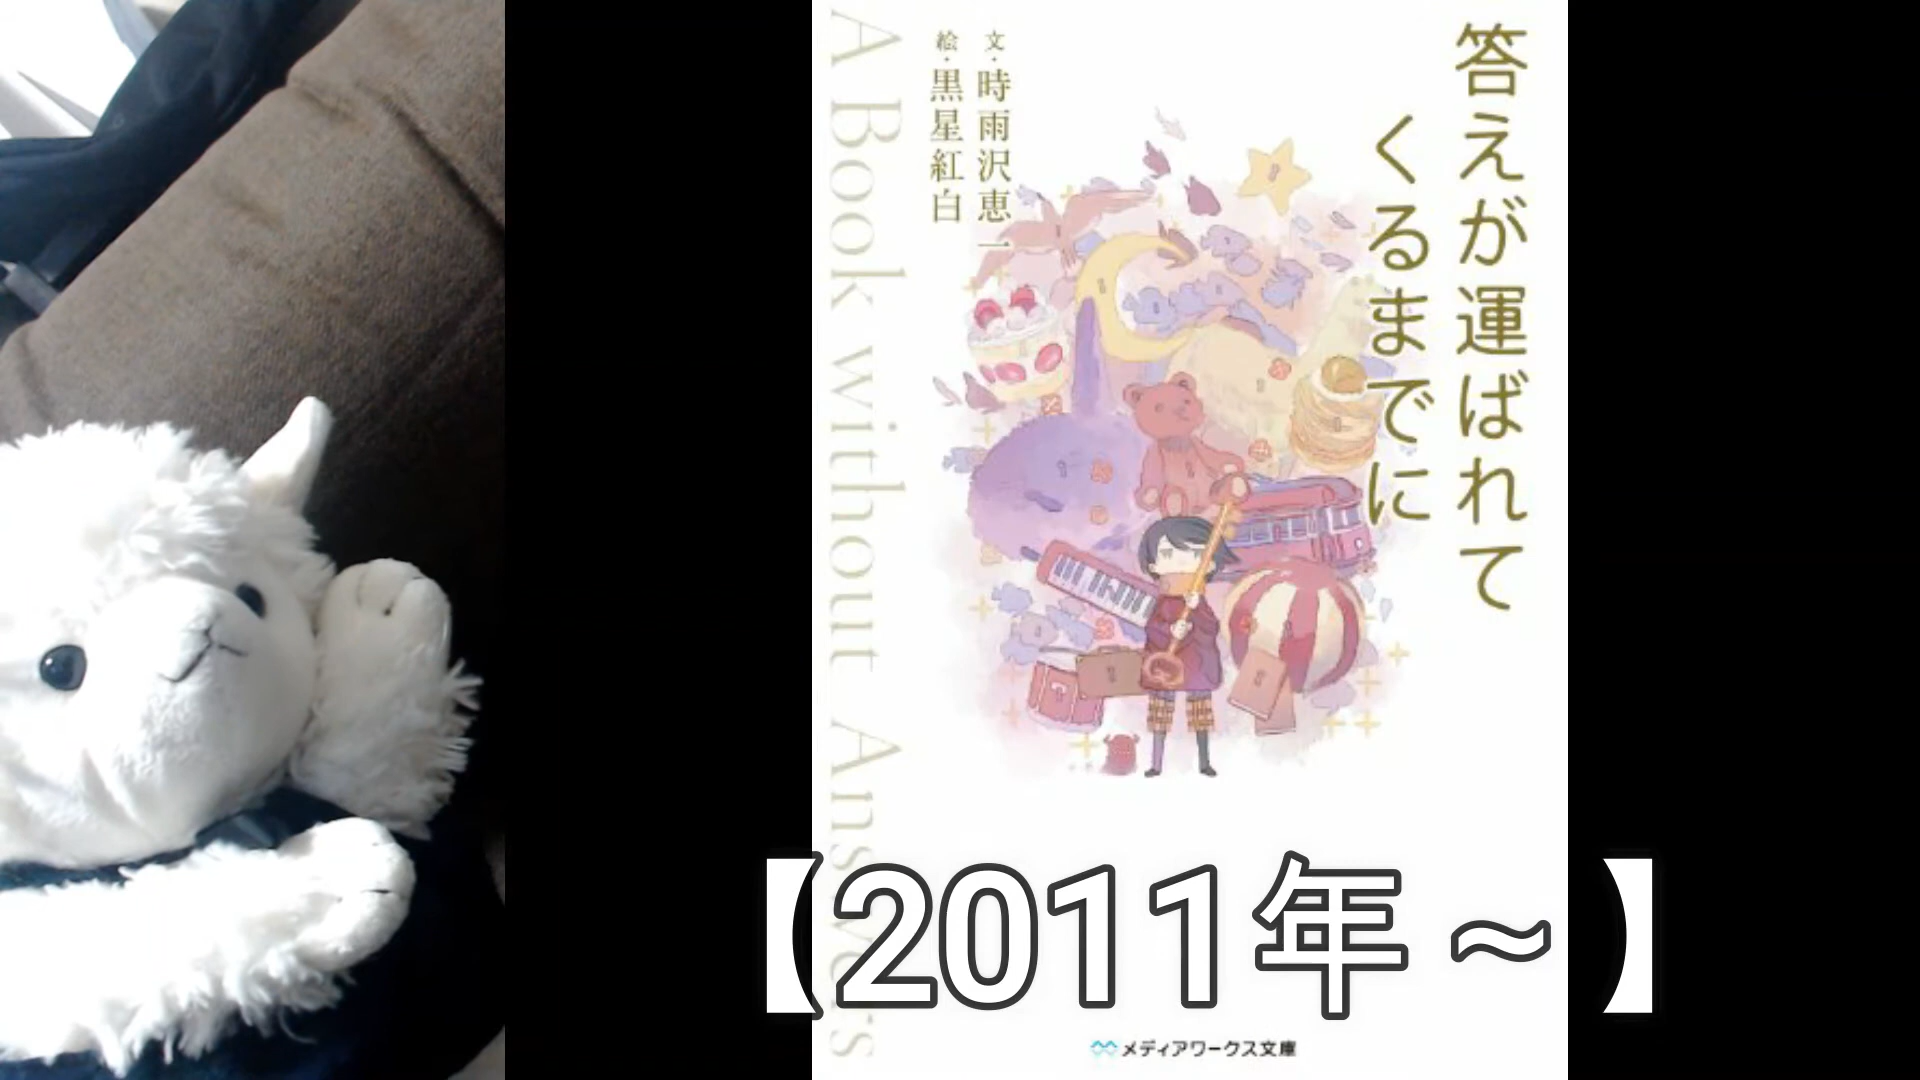 答えが運ばれて
くるまでに
文・時雨沢恵一
絵・黒星紅白
A Book without Answers
【2011年~】
メディアワークス文庫